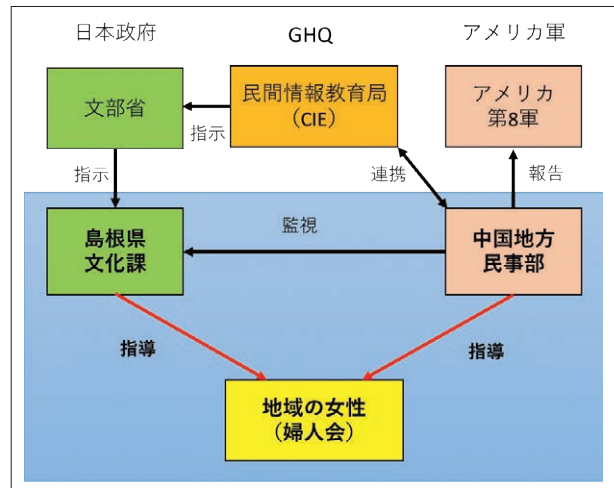 日本政府
GHQ
アメリカ軍
文部省
民間情報教育局
（CIE）
アメリカ
第8軍
指示
指示
連携
報告
島根県
文化課
監視
中国地方
民事部
指導
指導
地域の女性
（婦人会）